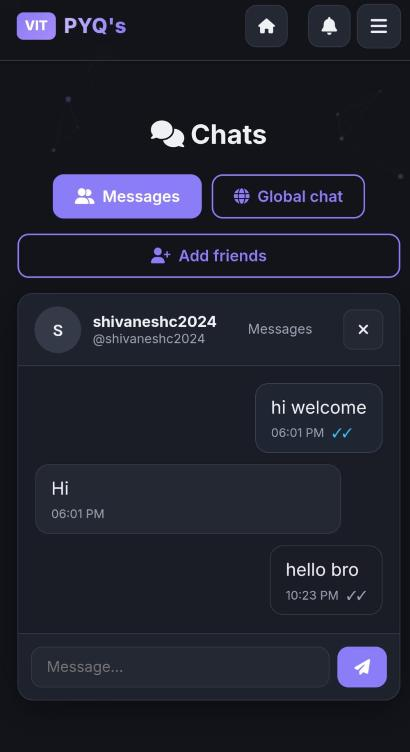 VIT PYQ's
Chats
Messages Global chat
Add friends
S shivaneshc2024 Messages
@shivaneshc2024
hi welcome
06:01 PM
Hi
06:01 PM
hello bro
10:23 PM
Message...